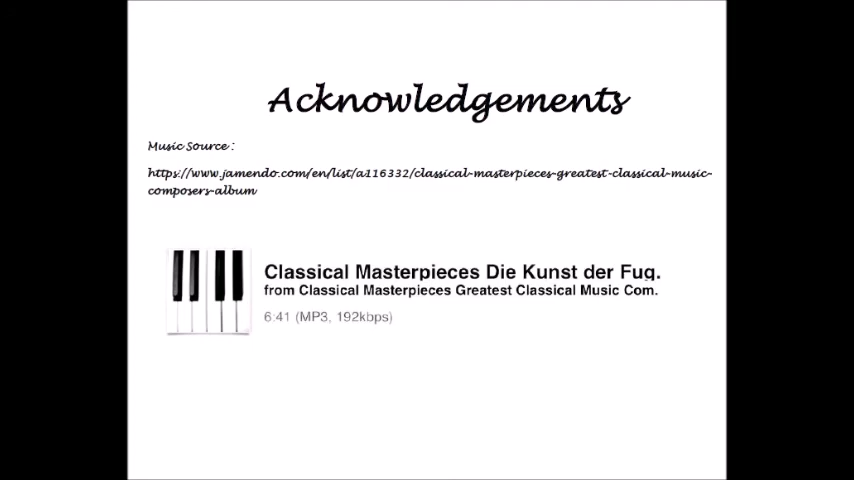 Acknowledgements
Music Source :
https://www.jamendo.com/en/list/a116332/classical-masterpieces-greatest-classical-music-
composers-album
Classical Masterpieces Die Kunst der Fug.
from Classical Masterpieces Greatest Classical Music Com.
6:41 (MP3, 192kbps)